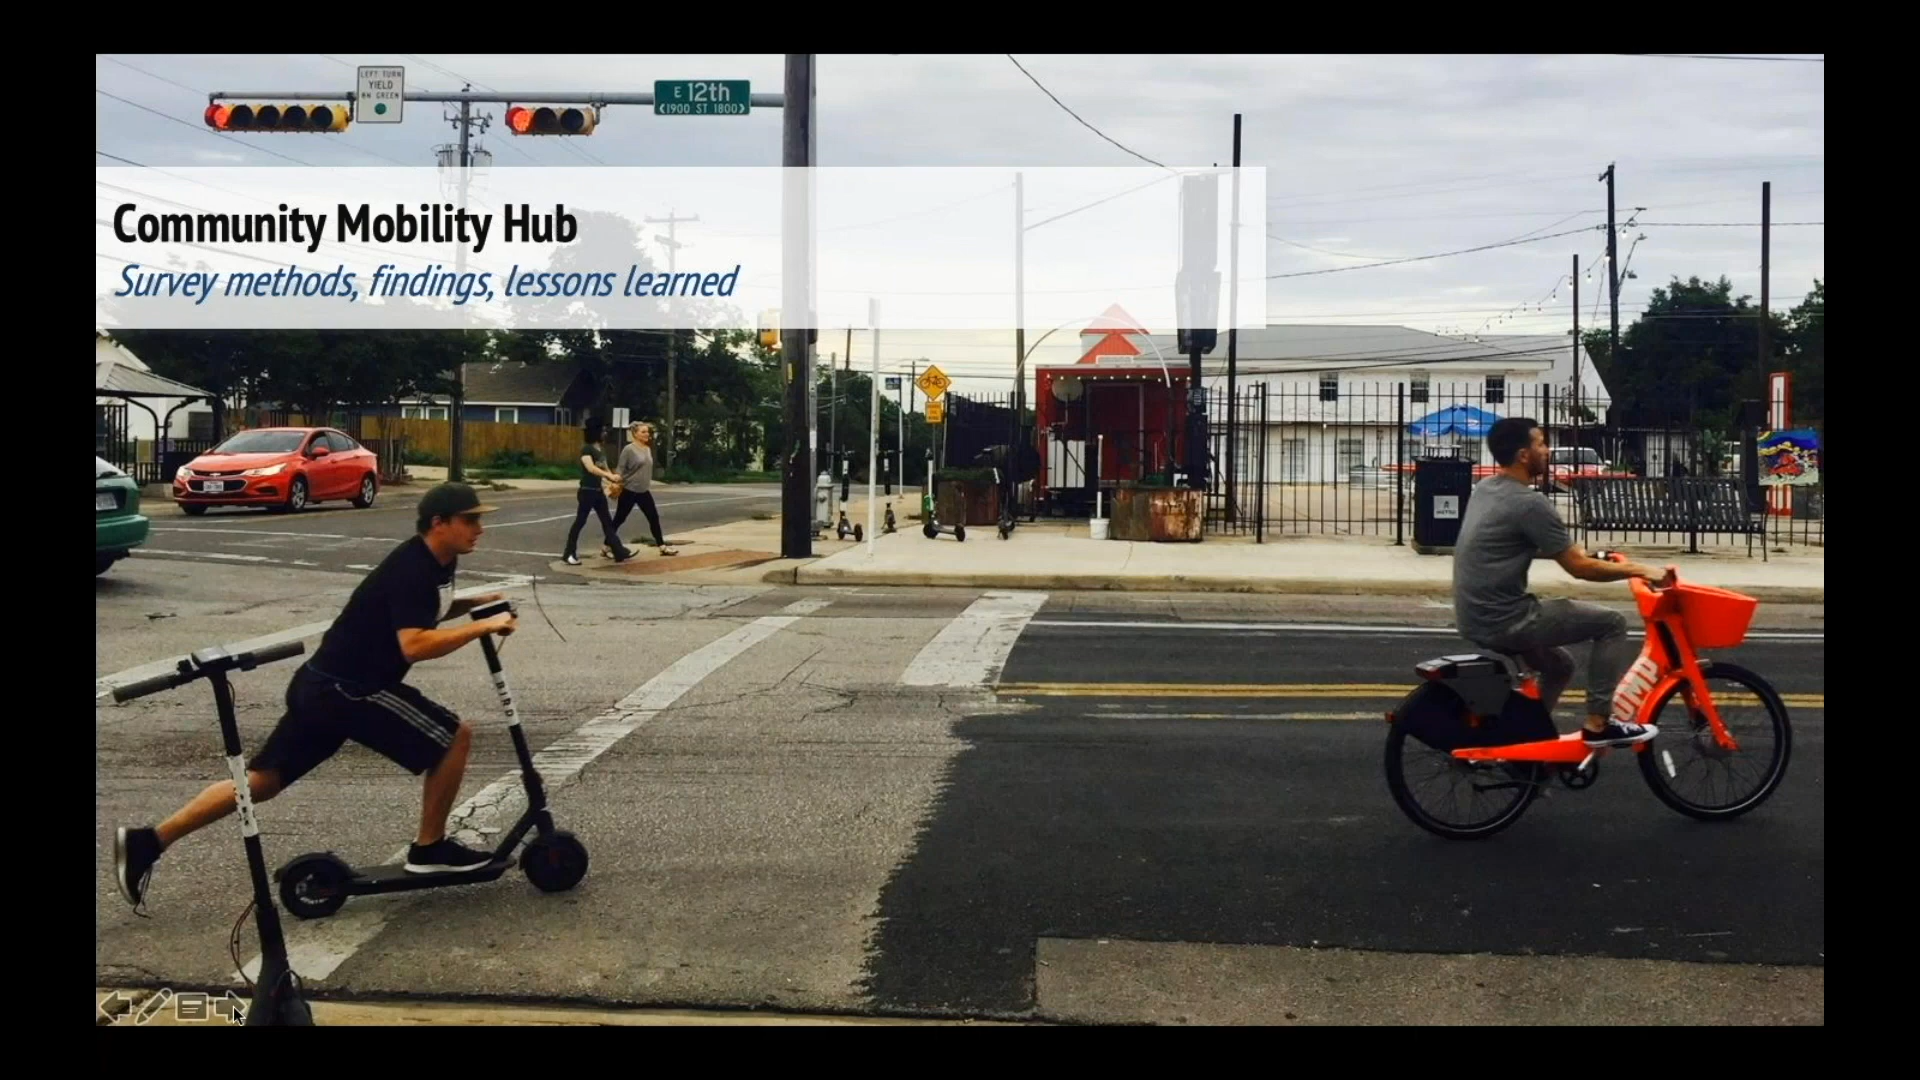 LEFT TURN
YIELD
ON GREEN
E 12th
<1900 ST 1800>
Community Mobility Hub
Survey methods, findings, lessons learned
BIRD
METRO
JUMP